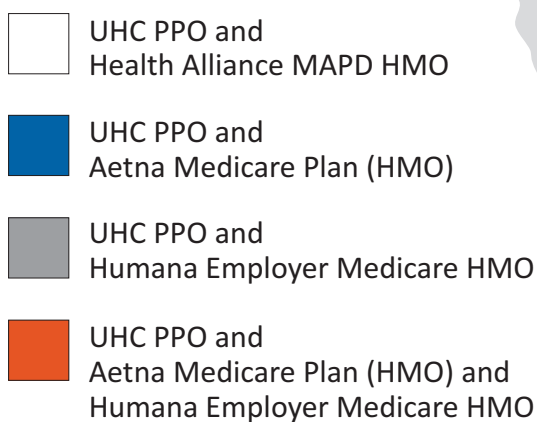 UHC PPO and
Health Alliance MAPD HMO
UHC PPO and
Aetna Medicare Plan (HMO)
UHC PPO and
Humana Employer Medicare HMO
UHC PPO and
Aetna Medicare Plan (HMO) and
Humana Employer Medicare HMO